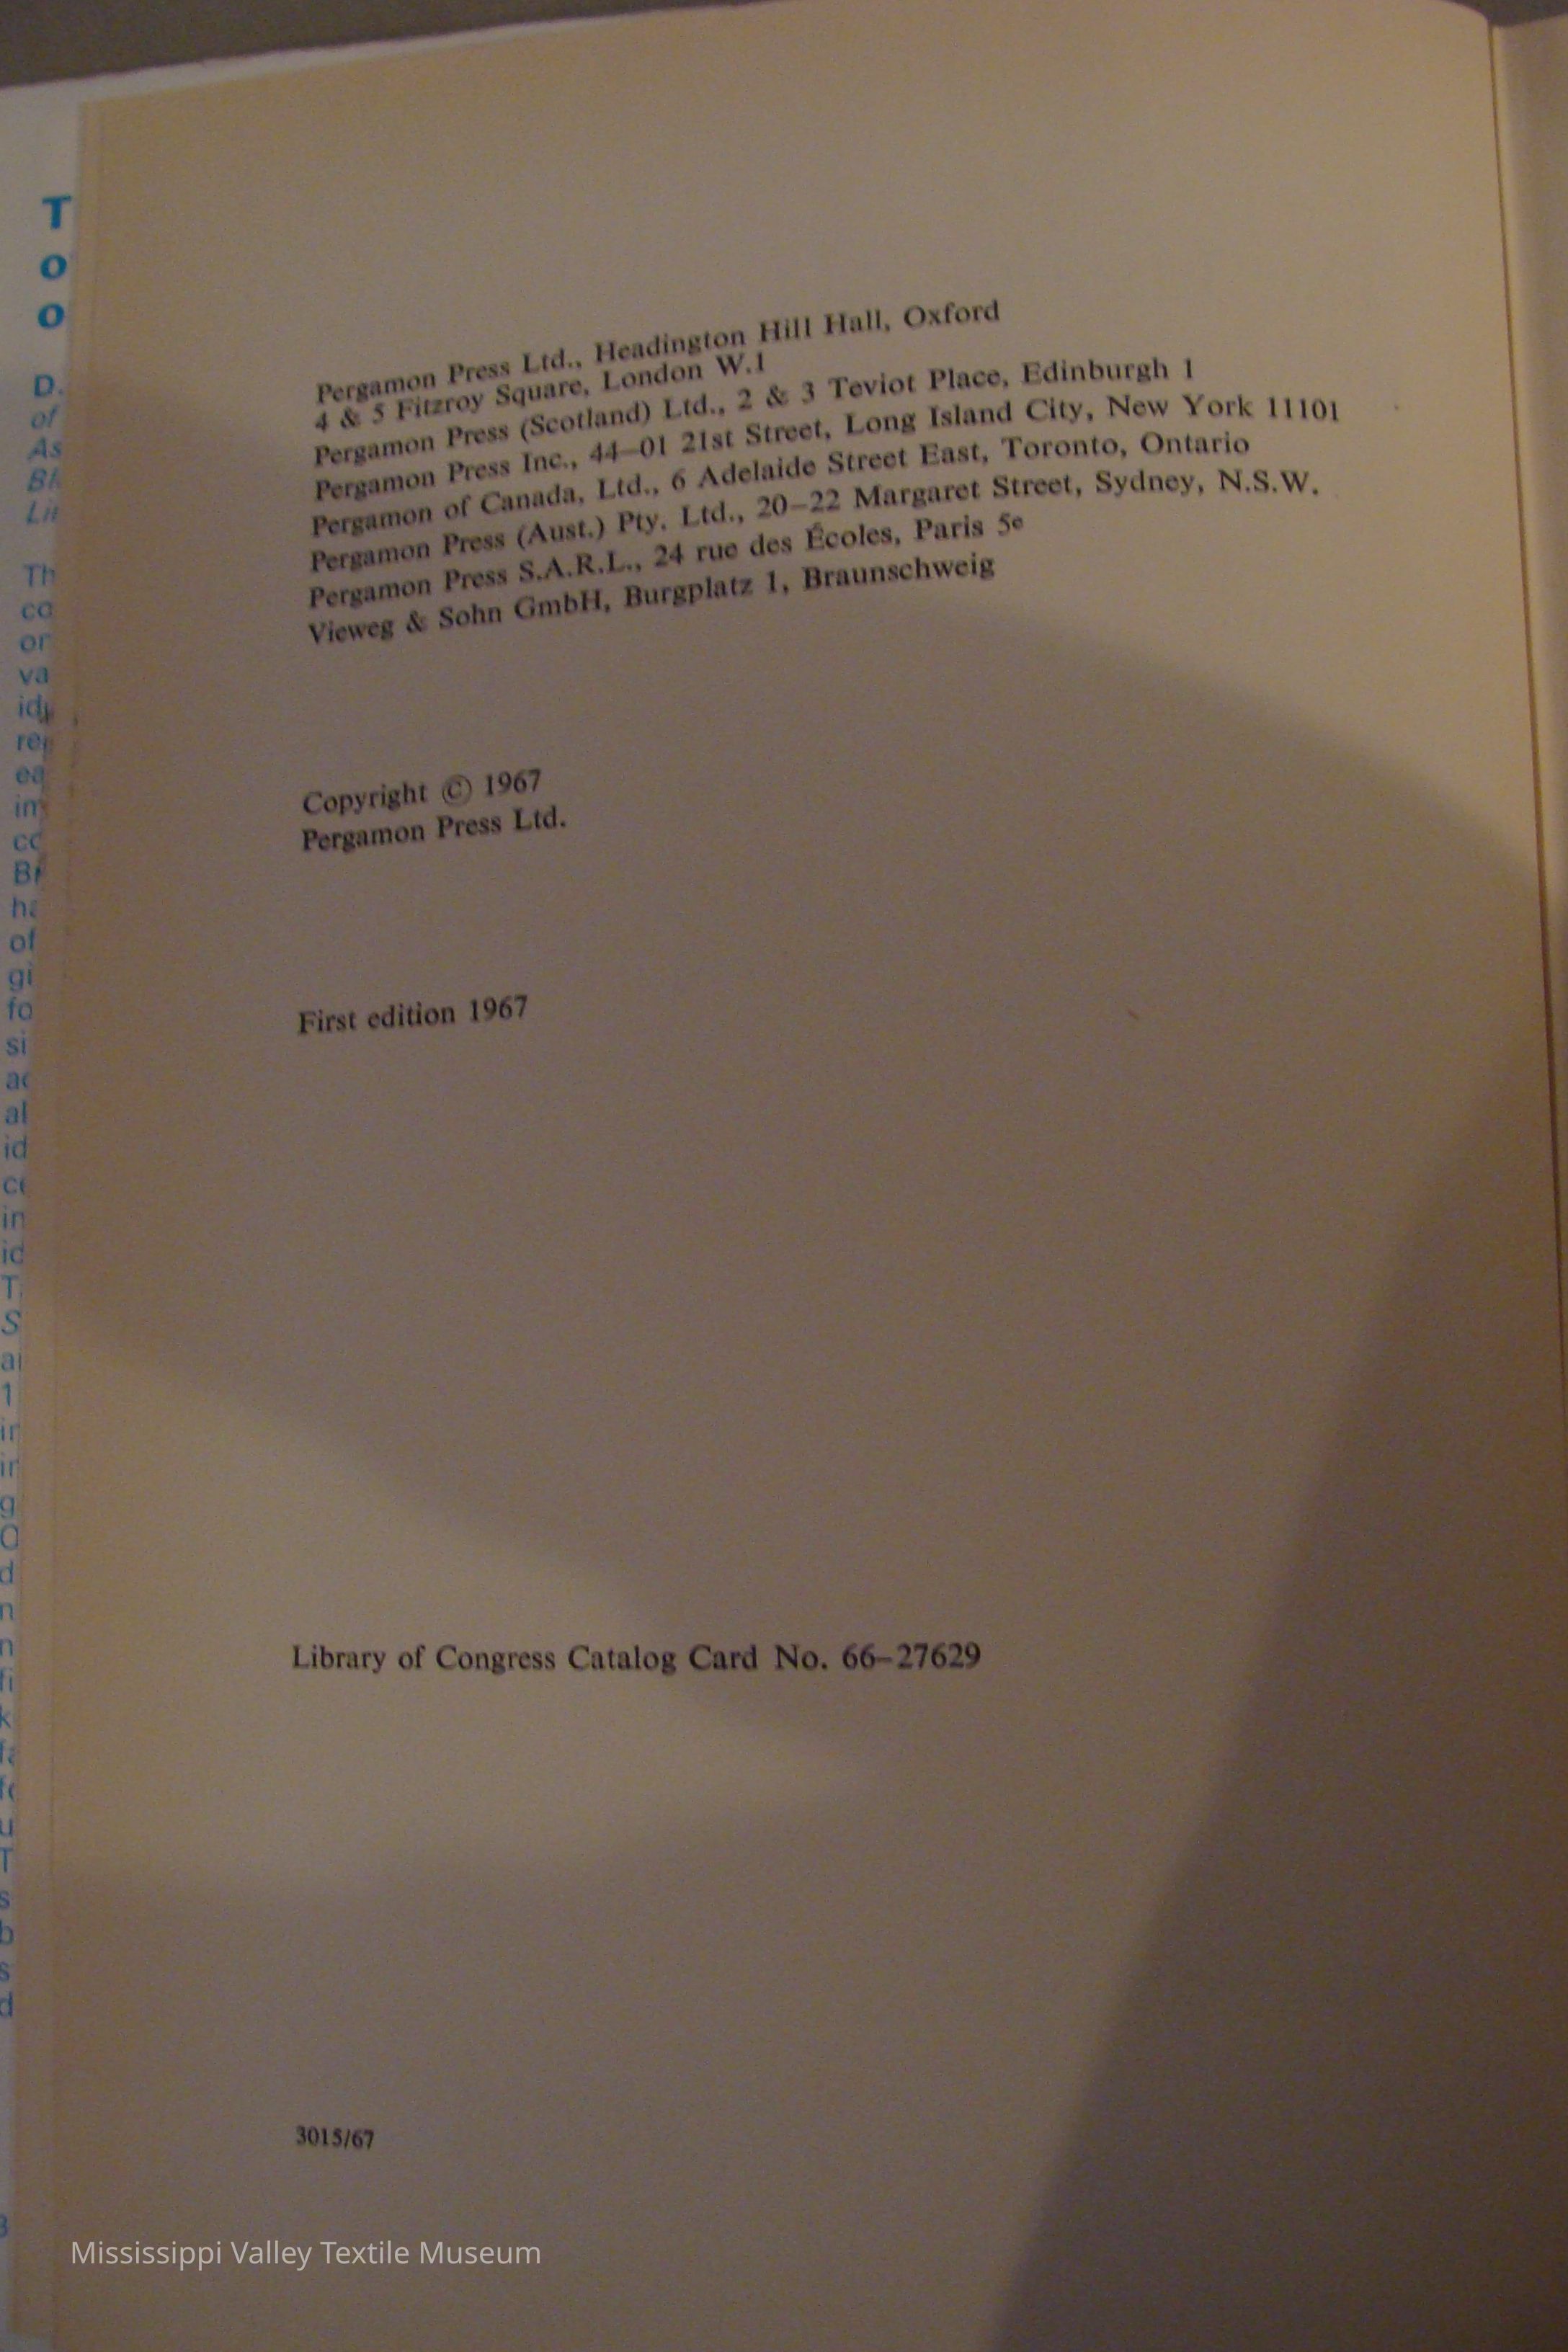 Pergamon Press Ltd., Headington Hill Hall, Oxford
4 & 5 Fitzroy Square, London W.1
Pergamon Press (Scotland) Ltd., 2 & 3 Teviot Place, Edinburgh 1
Pergamon Press Inc., 44–01 21st Street, Long Island City, New York 11101
Pergamon of Canada, Ltd., 6 Adelaide Street East, Toronto, Ontario
Pergamon Press (Aust.) Pty. Ltd., 20–22 Margaret Street, Sydney, N.S.W.
Pergamon Press S.A.R.L., 24 rue des Écoles, Paris 5e
Vieweg & Sohn GmbH, Burgplatz 1, Braunschweig
Copyright © 1967
Pergamon Press Ltd.
First edition 1967
Library of Congress Catalog Card No. 66–27629
3015/67
Mississippi Valley Textile Museum